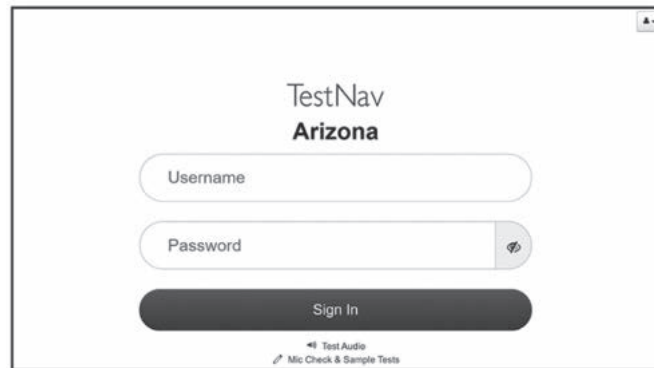 TestNav
Arizona
Username
Password
Sign In
Test Audio
Mic Check & Sample Tests